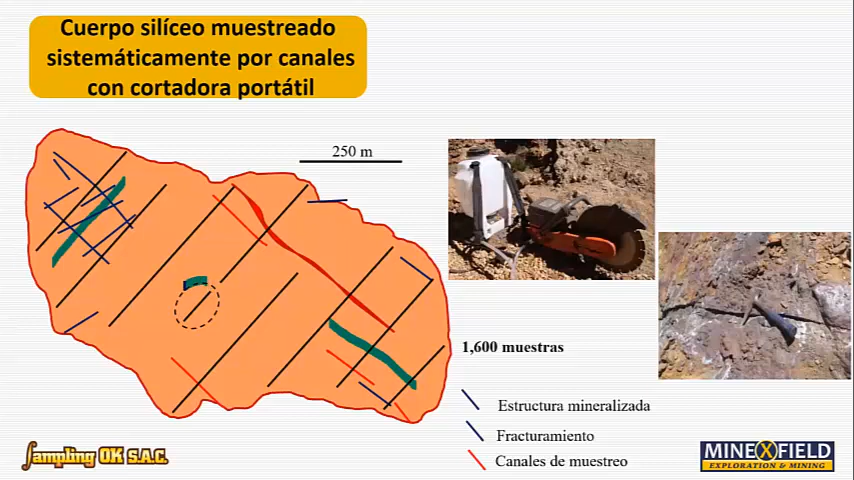 Cuerpo silíceo muestreado
sistemáticamente por canales
con cortadora portátil
250 m
1,600 muestras
Estructura mineralizada
Fracturamiento
Canales de muestreo
Sampling OK S.A.C.
MINEXFIELD
EXPLORATION & MINING